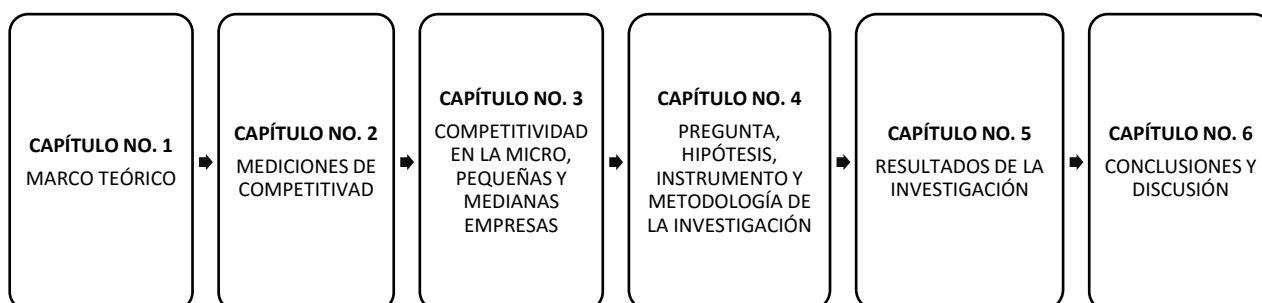 CAPÍTULO NO. 1
MARCO TEÓRICO
CAPÍTULO NO. 2
MEDICIONES DE
COMPETITIVAD
CAPÍTULO NO. 3
COMPETITIVIDAD
EN LA MICRO,
PEQUEÑAS Y
MEDIANAS
EMPRESAS
CAPÍTULO NO. 4
PREGUNTA,
HIPÓTESIS,
INSTRUMENTO Y
METODOLOGÍA DE
LA INVESTIGACIÓN
CAPÍTULO NO. 5
RESULTADOS DE LA
INVESTIGACIÓN
CAPÍTULO NO. 6
CONCLUSIONES Y
DISCUSIÓN